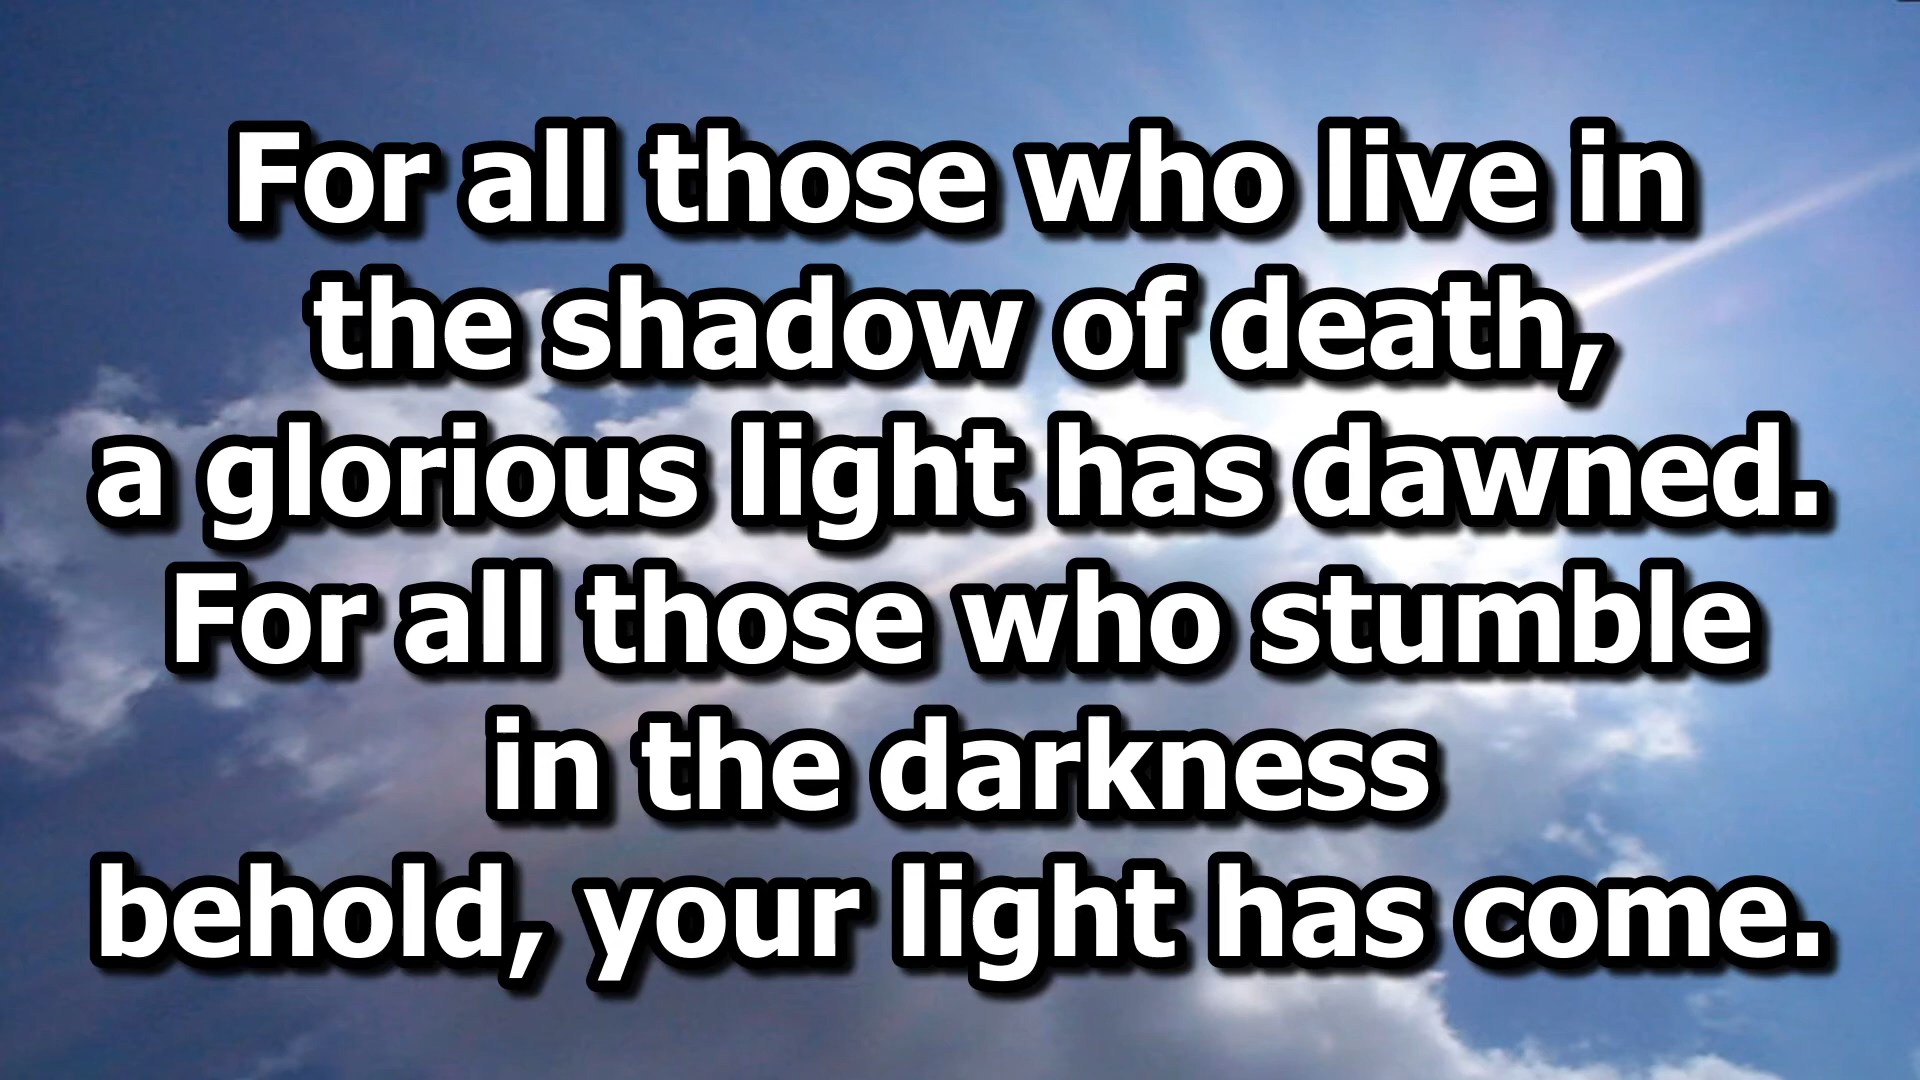 For all those who live in
the shadow of death,
a glorious light has dawned.
For all those who stumble
in the darkness
behold, your light has come.